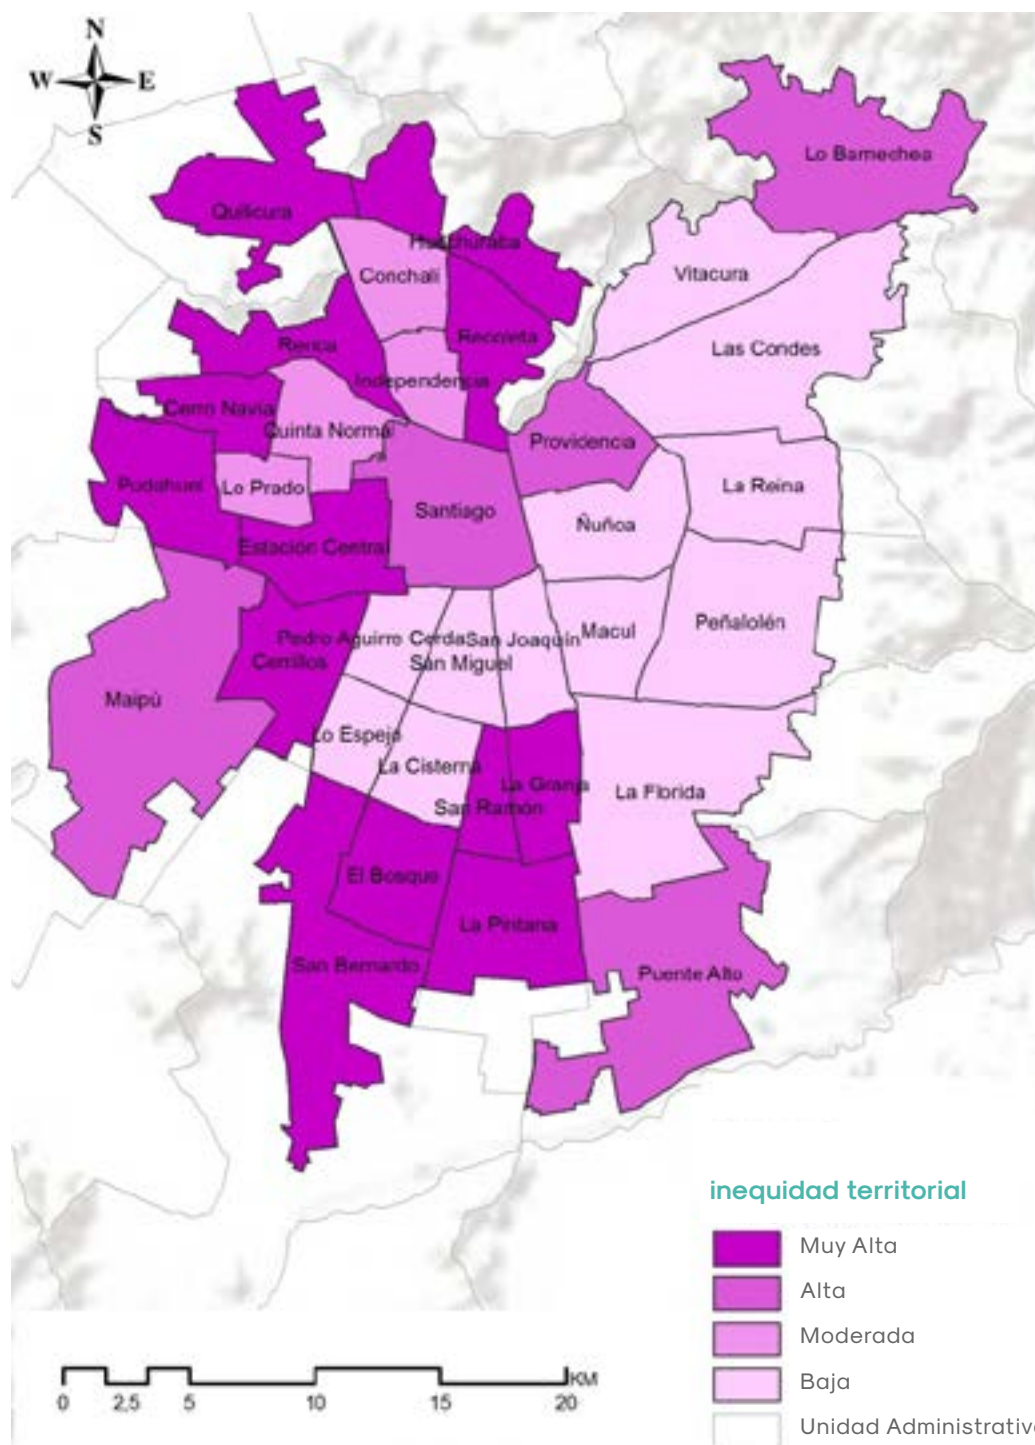 N
W E
S
Lo Barnechea
Quilicura
Huechuraba
Conchalí
Vitacura
Recoleta
Renca
Las Condes
Independencia
Cerro Navia
Quinta Normal
Providencia
Pudahuel
Lo Prado
La Reina
Santiago
Ñuñoa
Estación Central
Peñalolén
Pedro Aguirre Cerda
San Joaquín
Macul
Cerrillos
San Miguel
Maipú
Lo Espejo
La Cisterna
La Granja
La Florida
San Ramón
El Bosque
La Pintana
San Bernardo
Puente Alto
inequidad territorial
Muy Alta
Alta
Moderada
Baja
Unidad Administrativ
KM
0 2,5 5 10 15 20